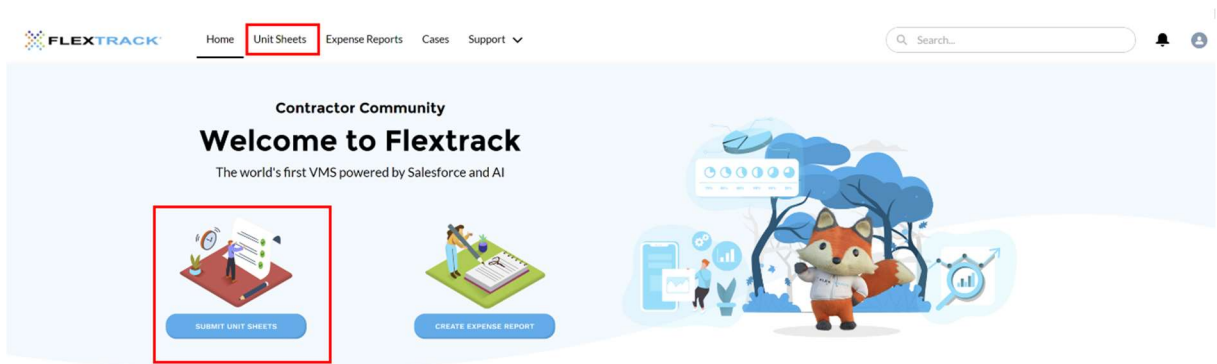 FLEXTRACK Home Unit Sheets Expense Reports Cases Support Search...
Contractor Community
Welcome to Flextrack
The world's first VMS powered by Salesforce and AI
SUBMIT UNIT SHEETS CREATE EXPENSE REPORT